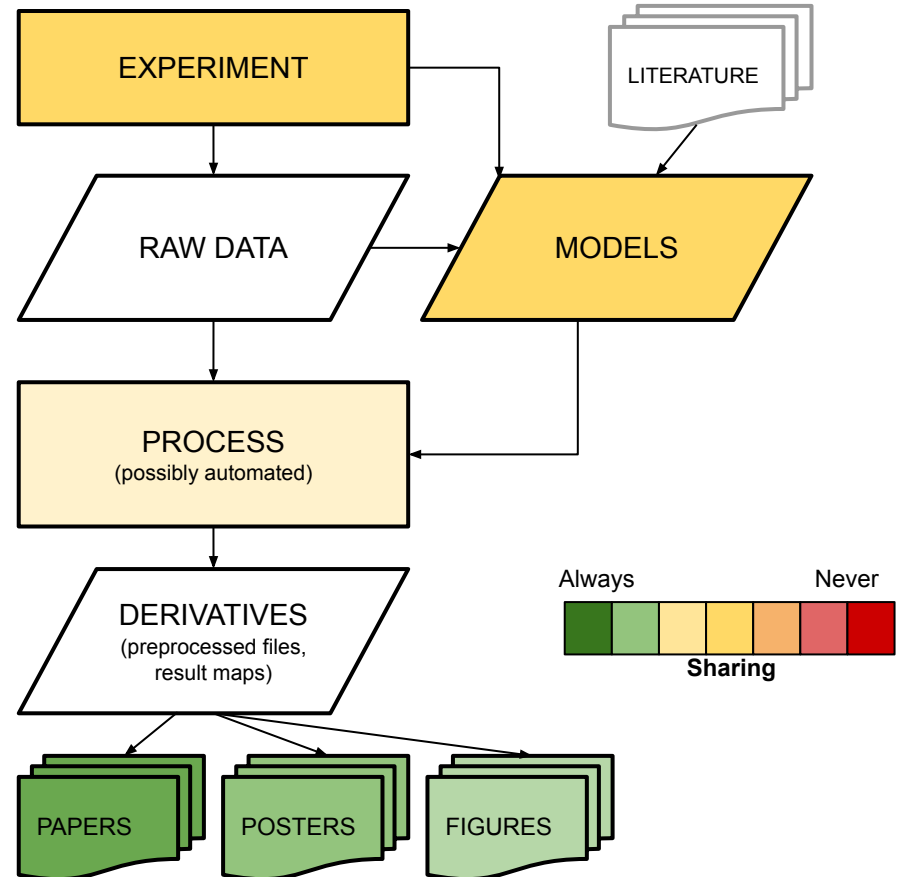 EXPERIMENT
LITERATURE
RAW DATA
MODELS
PROCESS
(possibly automated)
DERIVATIVES
(preprocessed files,
result maps)
Always
Never
Sharing
PAPERS
POSTERS
FIGURES